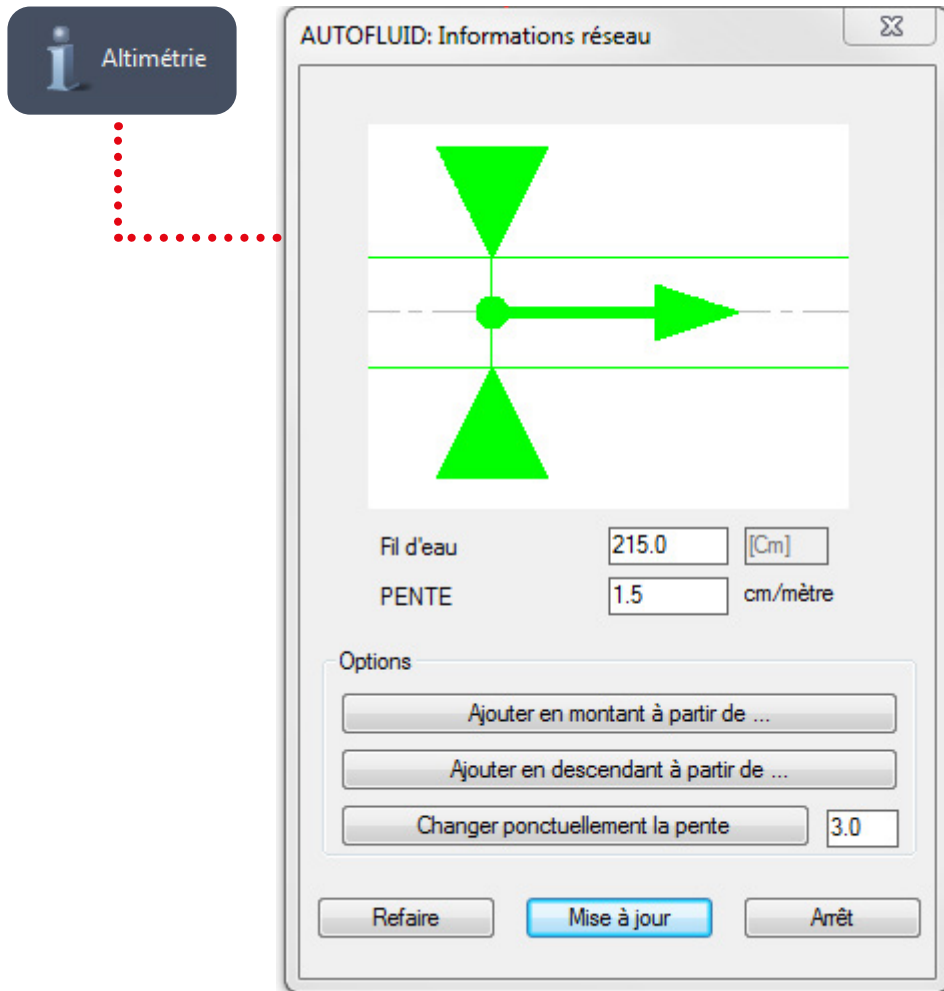 Altimétrie
AUTOFLUID: Informations réseau
Fil d'eau 215.0 [Cm]
PENTE 1.5 cm/mètre
Options
Ajouter en montant à partir de ...
Ajouter en descendant à partir de ...
Changer ponctuellement la pente 3.0
Refaire Mise à jour Arrêt